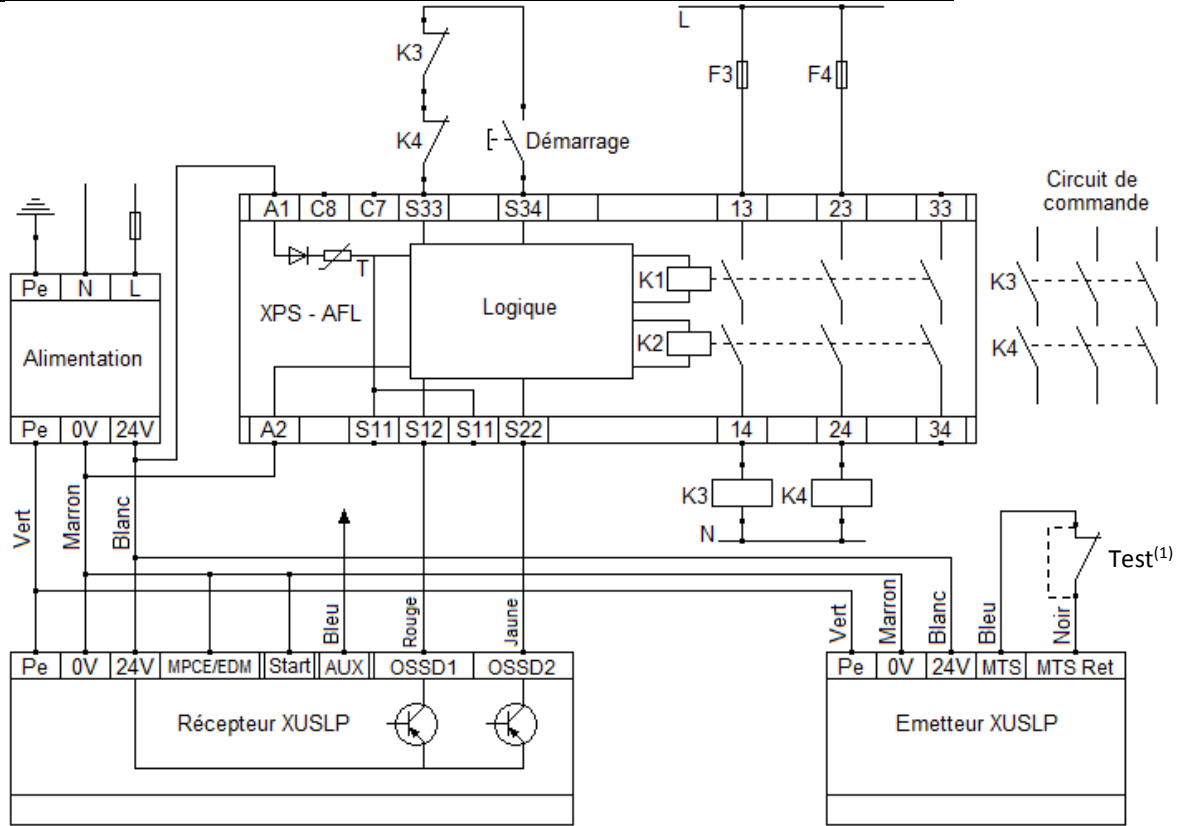 L
K3
F3
F4
K4
Démarrage
Circuit de
commande
A1 C8 C7 S33 S34 13 23 33
Pe N L
T
K1
K3
XPS - AFL
Logique
Alimentation
K2
K4
Pe 0V 24V
A2 S11 S12 S11 S22 14 24 34
K3
K4
N
Vert
Marron
Blanc
Test(1)
Bleu
Rouge
Jaune
Vert
Marron
Blanc
Bleu
Noir
Pe 0V 24V MPCE/EDM Start AUX OSSD1 OSSD2
Pe 0V 24V MTS MTS Ret
Récepteur XUSLP
Emetteur XUSLP